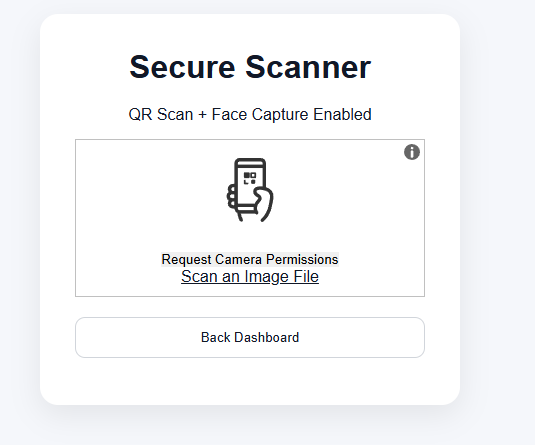 Secure Scanner
QR Scan + Face Capture Enabled
Request Camera Permissions
Scan an Image File
Back Dashboard